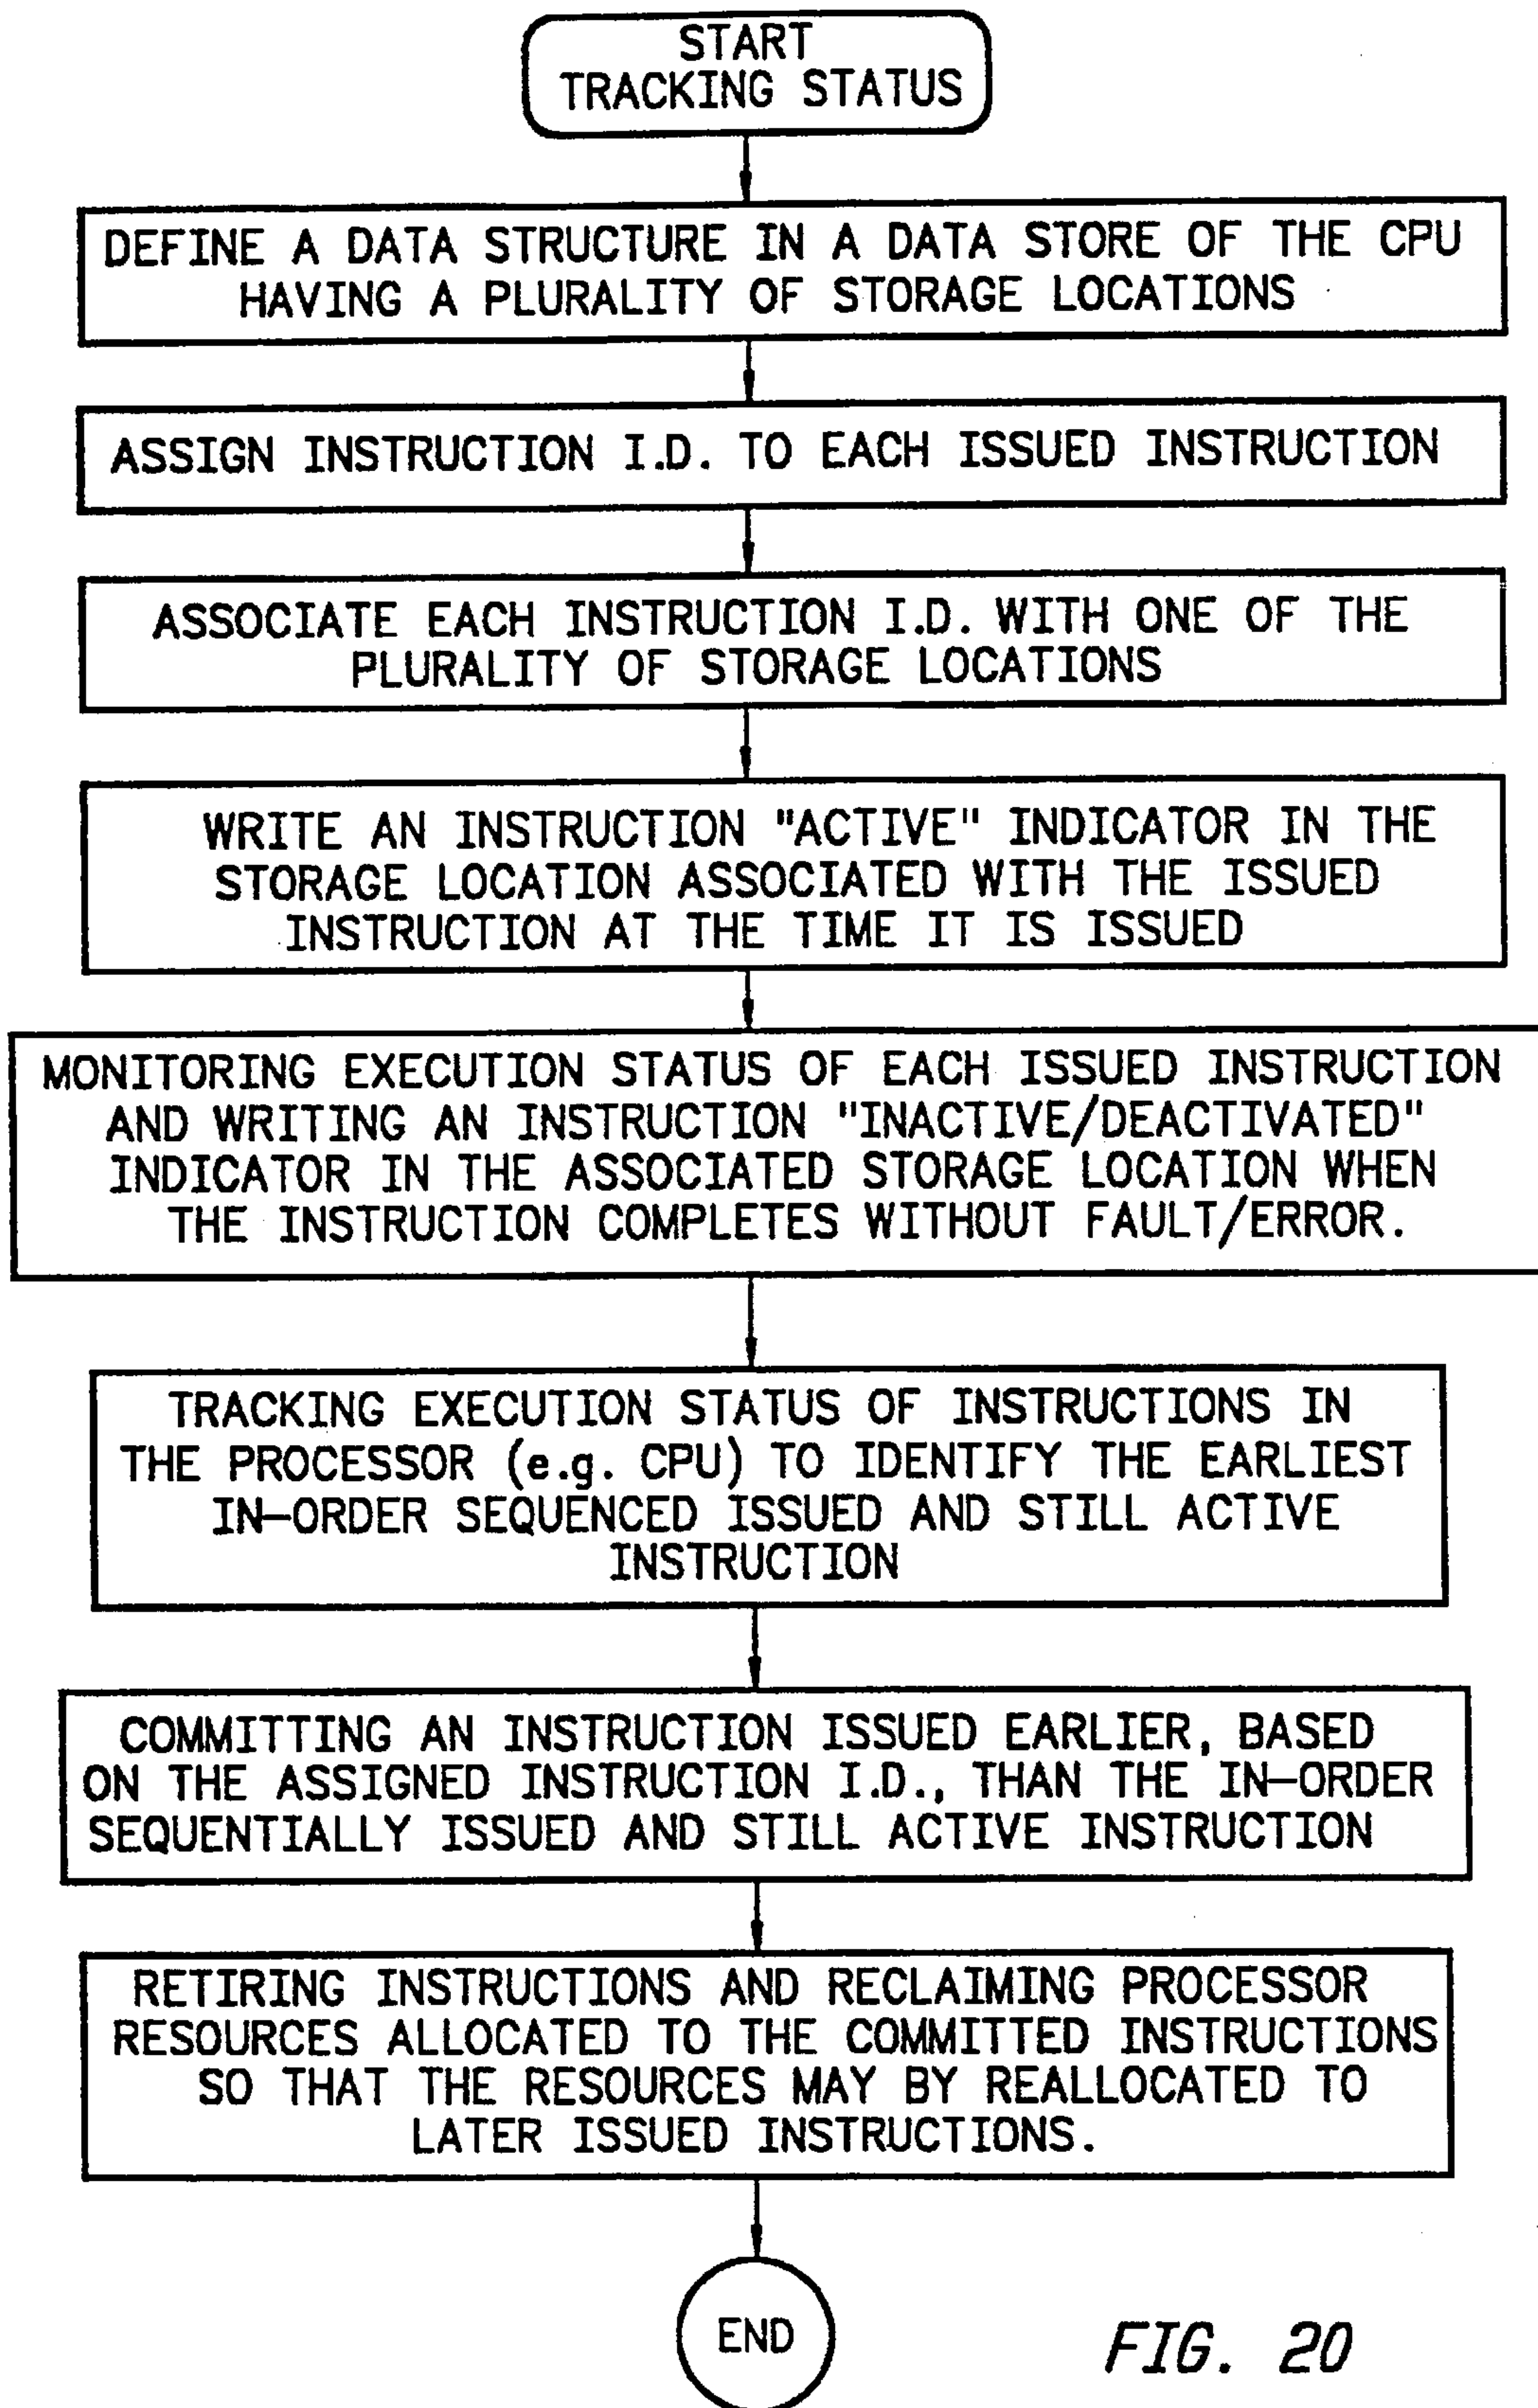 START
TRACKING STATUS
DEFINE A DATA STRUCTURE IN A DATA STORE OF THE CPU
HAVING A PLURALITY OF STORAGE LOCATIONS
ASSIGN INSTRUCTION I.D. TO EACH ISSUED INSTRUCTION
ASSOCIATE EACH INSTRUCTION I.D. WITH ONE OF THE
PLURALITY OF STORAGE LOCATIONS
WRITE AN INSTRUCTION "ACTIVE" INDICATOR IN THE
STORAGE LOCATION ASSOCIATED WITH THE ISSUED
INSTRUCTION AT THE TIME IT IS ISSUED
MONITORING EXECUTION STATUS OF EACH ISSUED INSTRUCTION
AND WRITING AN INSTRUCTION "INACTIVE/DEACTIVATED"
INDICATOR IN THE ASSOCIATED STORAGE LOCATION WHEN
THE INSTRUCTION COMPLETES WITHOUT FAULT/ERROR.
TRACKING EXECUTION STATUS OF INSTRUCTIONS IN
THE PROCESSOR (e.g. CPU) TO IDENTIFY THE EARLIEST
IN-ORDER SEQUENCED ISSUED AND STILL ACTIVE
INSTRUCTION
COMMITTING AN INSTRUCTION ISSUED EARLIER, BASED
ON THE ASSIGNED INSTRUCTION I.D., THAN THE IN-ORDER
SEQUENTIALLY ISSUED AND STILL ACTIVE INSTRUCTION
RETIRING INSTRUCTIONS AND RECLAIMING PROCESSOR
RESOURCES ALLOCATED TO THE COMMITTED INSTRUCTIONS
SO THAT THE RESOURCES MAY BY REALLOCATED TO
LATER ISSUED INSTRUCTIONS.
END
FIG. 20